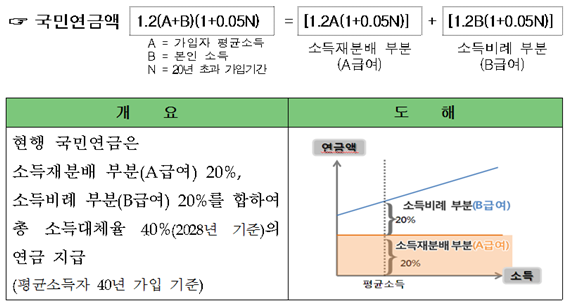 ☞ 국민연금액 1.2(A+B)(1+0.05N) = [1.2A(1+0.05N)] + [1.2B(1+0.05N)]
A = 가입자 평균소득
B = 본인 소득
N = 20년 초과 가입기간
소득재분배 부분
(A급여)
소득비례 부분
(B급여)
개 요
현행 국민연금은
소득재분배 부분(A급여) 20%,
소득비례 부분(B급여) 20%를 합하여
총 소득대체율 40%(2028년 기준)의
연금 지급
(평균소득자 40년 가입 기준)
도 해
연금액
소득비례 부분(B급여)
20%
소득재분배 부분(A급여)
20%
평균소득
소득